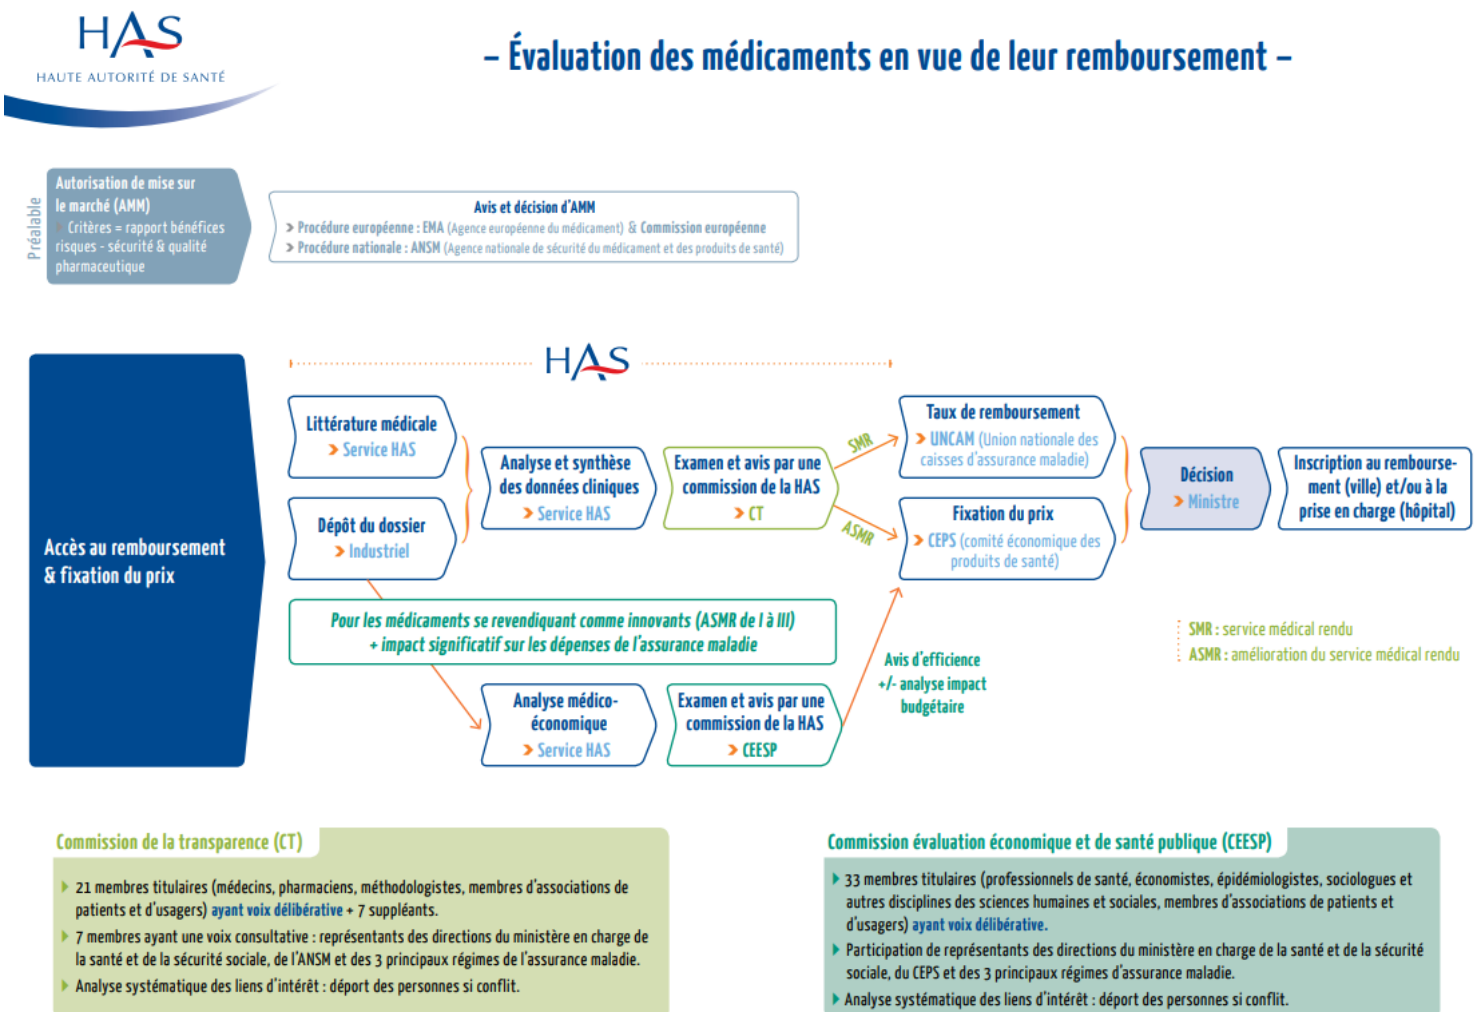 HAS
HAUTE AUTORITÉ DE SANTÉ
– Évaluation des médicaments en vue de leur remboursement –
Préalable
Autorisation de mise sur
le marché (AMM)
Critères = rapport bénéfices
risques - sécurité & qualité
pharmaceutique
Avis et décision d'AMM
Procédure européenne : EMA (Agence européenne du médicament) & Commission européenne
Procédure nationale : ANSM (Agence nationale de sécurité du médicament et des produits de santé)
HAS
Accès au remboursement
& fixation du prix
Littérature médicale
Service HAS
Dépôt du dossier
Industriel
Analyse et synthèse
des données cliniques
Service HAS
Examen et avis par une
commission de la HAS
CT
SMR
ASMR
Taux de remboursement
UNCAM (Union nationale des
caisses d'assurance maladie)
Fixation du prix
CEPS (comité économique des
produits de santé)
Décision
Ministre
Inscription au rembourse-
ment (ville) et/ou à la
prise en charge (hôpital)
Pour les médicaments se revendiquant comme innovants (ASMR de I à III)
+ impact significatif sur les dépenses de l'assurance maladie
Analyse médico-
économique
Service HAS
Examen et avis par une
commission de la HAS
CEESP
Avis d'efficience
+/- analyse impact
budgétaire
SMR : service médical rendu
ASMR : amélioration du service médical rendu
Commission de la transparence (CT)
21 membres titulaires (médecins, pharmaciens, méthodologistes, membres d'associations de
patients et d'usagers) ayant voix délibérative + 7 suppléants.
7 membres ayant une voix consultative : représentants des directions du ministère en charge de
la santé et de la sécurité sociale, de l'ANSM et des 3 principaux régimes de l'assurance maladie.
Analyse systématique des liens d'intérêt : déport des personnes si conflit.
Commission évaluation économique et de santé publique (CEESP)
33 membres titulaires (professionnels de santé, économistes, épidémiologistes, sociologues et
autres disciplines des sciences humaines et sociales, membres d'associations de patients et
d'usagers) ayant voix délibérative.
Participation de représentants des directions du ministère en charge de la santé et de la sécurité
sociale, du CEPS et des 3 principaux régimes d'assurance maladie.
Analyse systématique des liens d'intérêt : déport des personnes si conflit.